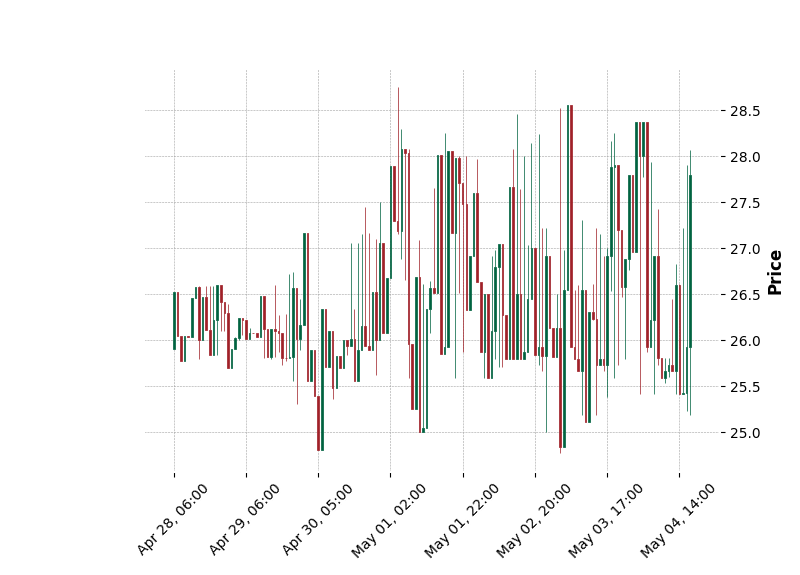 28.5
28.0
27.5
27.0
26.5
26.0
25.5
25.0
Price
Apr 28, 06:00
Apr 29, 06:00
Apr 30, 05:00
May 01, 02:00
May 01, 22:00
May 02, 20:00
May 03, 17:00
May 04, 14:00